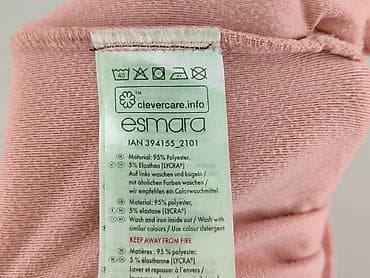 40
clevercare.info
esmara
IAN 394155_2101
Material: 95% Polyester,
5% Elasthan (LYCRA®)
Auf links waschen und bügeln /
mit ähnlichen Farben waschen /
wir empfehlen ein Colorwaschmittel
Material: 95% Polyester,
5% elastane (LYCRA®)
Wash and iron inside out / Wash with
similar colours / Use colour detergent
KEEP AWAY FROM FIRE
Matières : 95 % polyester,
5 % élasthanne (LYCRA®)
laver et repasser à l'envers /